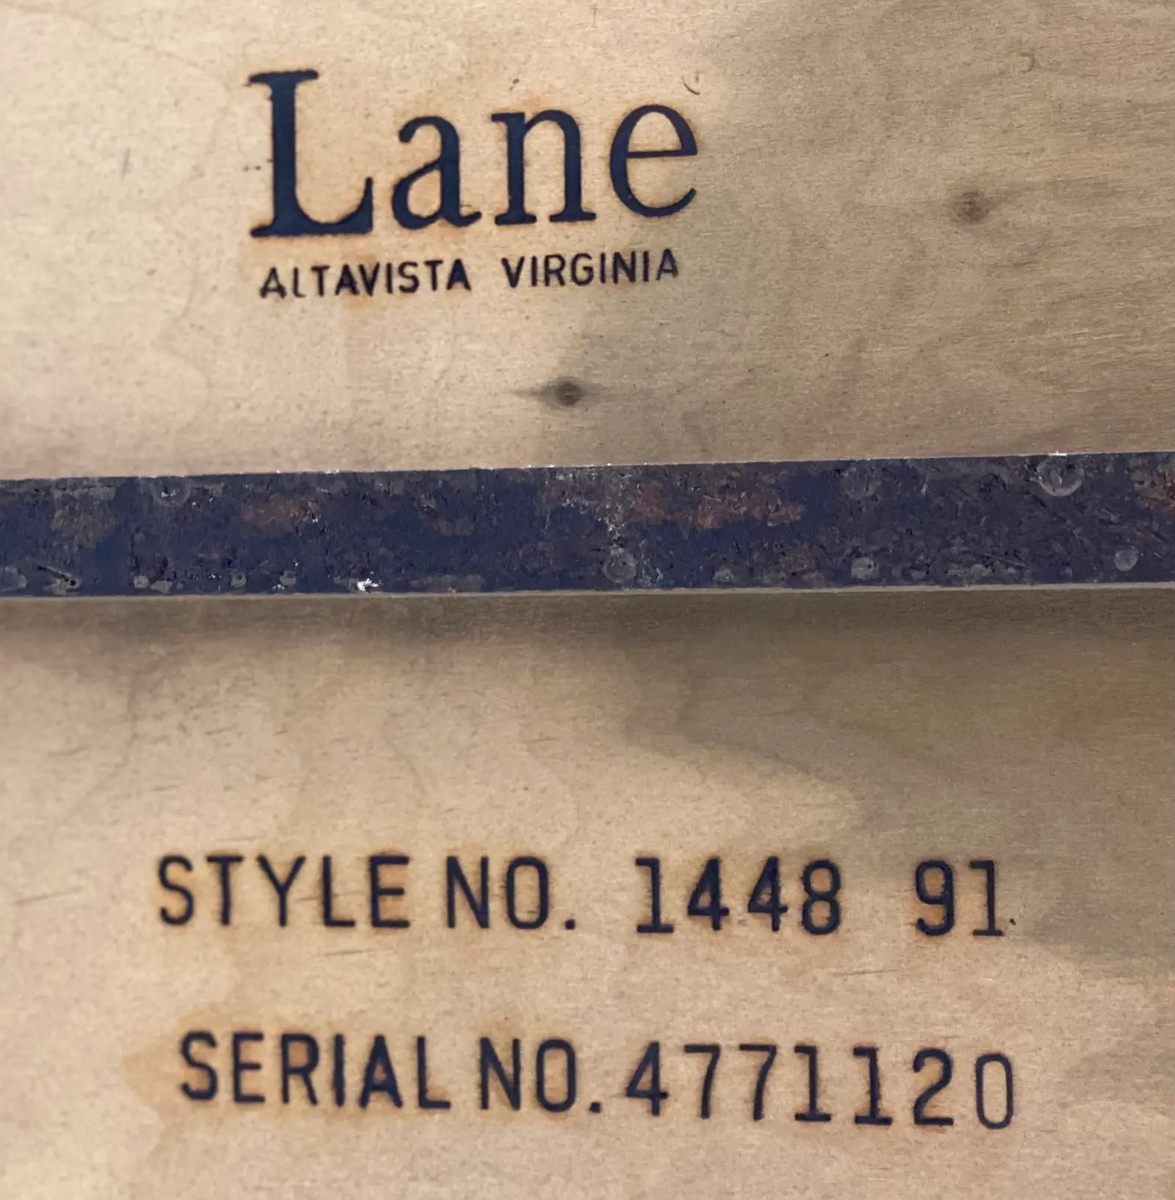 Lane
ALTAVISTA VIRGINIA
STYLE NO. 1448 91
SERIAL NO. 4771120